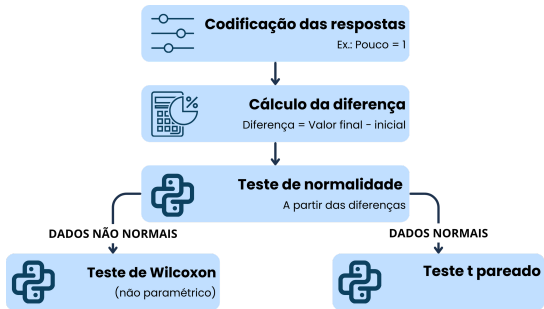 Codificação das respostas
Ex.: Pouco = 1
Cálculo da diferença
Diferença = Valor final - inicial
Teste de normalidade
A partir das diferenças
DADOS NÃO NORMAIS
DADOS NORMAIS
Teste de Wilcoxon
(não paramétrico)
Teste t pareado